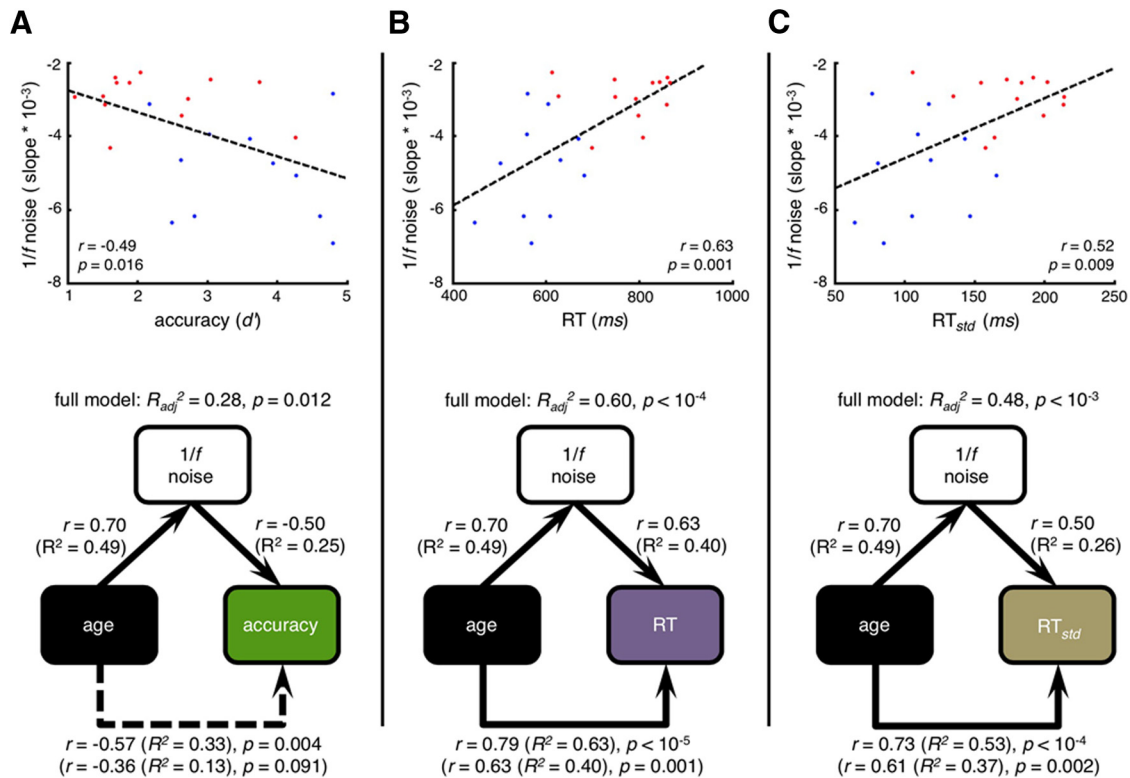 A
-2
-4
-6
-8
1/f noise ( slope * 10-3)
r = -0.49
p = 0.016
1 2 3 4 5
accuracy (d')
full model: Radj2 = 0.28, p = 0.012
1/f
noise
r = 0.70
(R2 = 0.49)
r = -0.50
(R2 = 0.25)
age
accuracy
r = -0.57 (R2 = 0.33), p = 0.004
(r = -0.36 (R2 = 0.13), p = 0.091)
B
-2
-4
-6
-8
1/f noise ( slope * 10-3)
r = 0.63
p = 0.001
400 600 800 1000
RT (ms)
full model: Radj2 = 0.60, p < 10-4
1/f
noise
r = 0.70
(R2 = 0.49)
r = 0.63
(R2 = 0.40)
age
RT
r = 0.79 (R2 = 0.63), p < 10-5
(r = 0.63 (R2 = 0.40), p = 0.001)
C
-2
-4
-6
-8
1/f noise ( slope * 10-3)
r = 0.52
p = 0.009
50 100 150 200 250
RTstd (ms)
full model: Radj2 = 0.48, p < 10-3
1/f
noise
r = 0.70
(R2 = 0.49)
r = 0.50
(R2 = 0.26)
age
RTstd
r = 0.73 (R2 = 0.53), p < 10-4
(r = 0.61 (R2 = 0.37), p = 0.002)